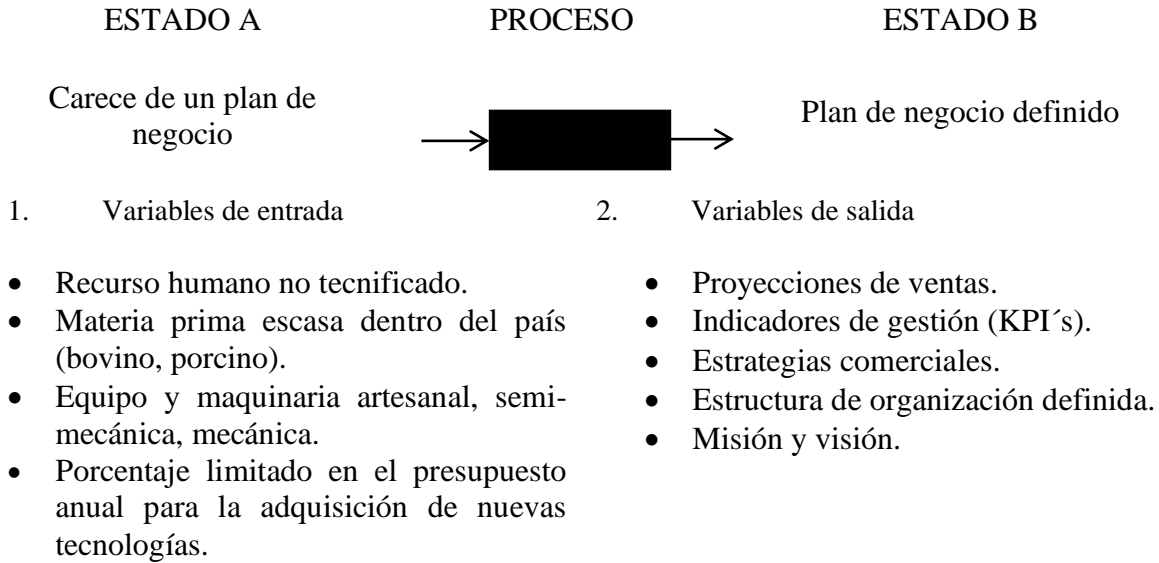 ESTADO A PROCESO ESTADO B
Carece de un plan de
negocio
Plan de negocio definido
1. Variables de entrada
• Recurso humano no tecnificado.
• Materia prima escasa dentro del país
(bovino, porcino).
• Equipo y maquinaria artesanal, semi-
mecánica, mecánica.
• Porcentaje limitado en el presupuesto
anual para la adquisición de nuevas
tecnologías.
2. Variables de salida
• Proyecciones de ventas.
• Indicadores de gestión (KPI´s).
• Estrategias comerciales.
• Estructura de organización definida.
• Misión y visión.